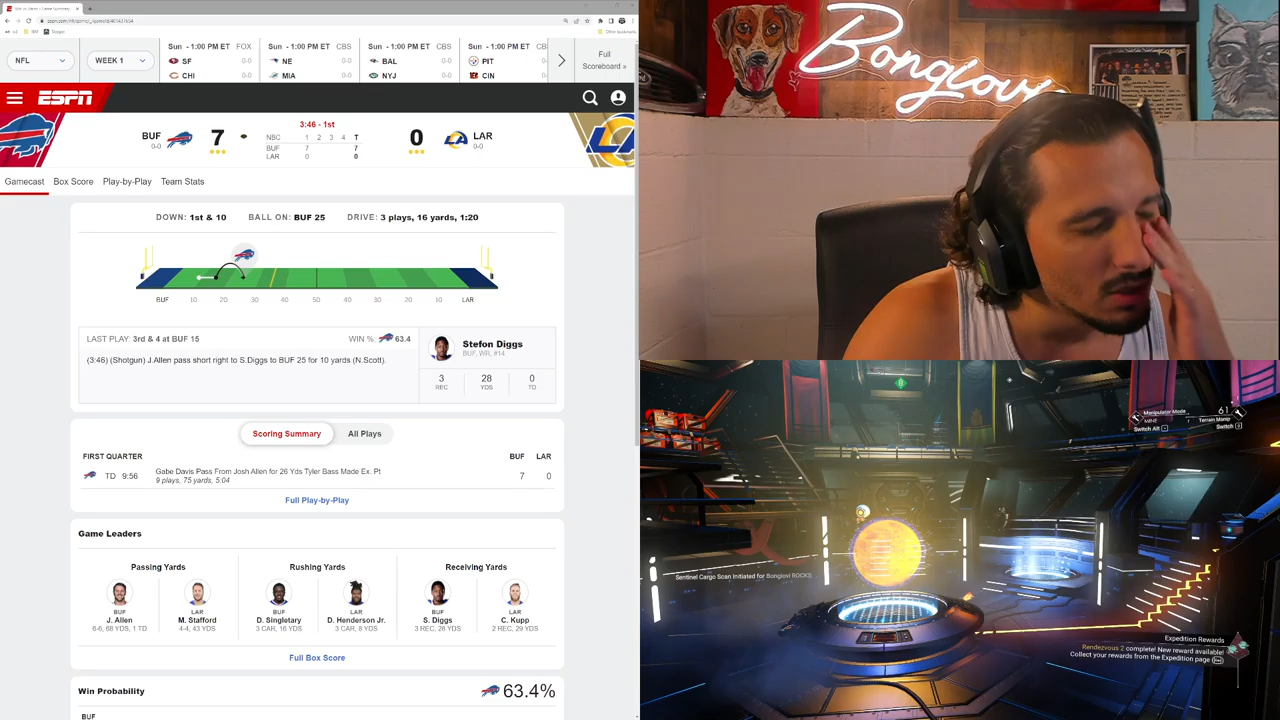 NFL
WEEK 1
Sun - 1:00 PM ET FOX
SF 0-0
CHI 0-0
Sun - 1:00 PM ET CBS
NE 0-0
MIA 0-0
Sun - 1:00 PM ET CBS
BAL 0-0
NYJ 0-0
Sun - 1:00 PM ET
PIT
CIN
Full
Scoreboard »
ESPN
BUF
0-0
7
3:46 - 1st
NBC 1 2 3 4 T
BUF 7 7
LAR 0 0
0
LAR
0-0
Gamecast Box Score Play-by-Play Team Stats
DOWN: 1st & 10 BALL ON: BUF 25 DRIVE: 3 plays, 16 yards, 1:20
BUF 10 20 30 40 50 40 30 20 10 LAR
LAST PLAY: 3rd & 4 at BUF 15 WIN % 63.4
(3:46) (Shotgun) J.Allen pass short right to S.Diggs to BUF 25 for 10 yards (N.Scott).
Stefon Diggs
BUF, WR, #14
3 28 0
REC YDS TD
Scoring Summary All Plays
FIRST QUARTER BUF LAR
TD 9:56 Gabe Davis Pass From Josh Allen for 26 Yds Tyler Bass Made Ex. Pt 7 0
9 plays, 75 yards, 5:04
Full Play-by-Play
Game Leaders
Passing Yards Rushing Yards Receiving Yards
BUF LAR BUF LAR BUF LAR
J. Allen M. Stafford D. Singletary D. Henderson Jr. S. Diggs C. Kupp
6-6, 68 YDS, 1 TD 4-4, 43 YDS 3 CAR, 16 YDS 3 CAR, 8 YDS 3 REC, 28 YDS 2 REC, 29 YDS
Full Box Score
Win Probability 63.4%
BUF
Bongiovi
Manipulator Mode
MINE
Switch Alt
61
Terrain Manip
Switch
Sentinel Cargo Scan Initiated for Bongiovi ROCKS
Expedition Rewards
Rendezvous 2 complete! New reward available!
Collect your rewards from the Expedition page